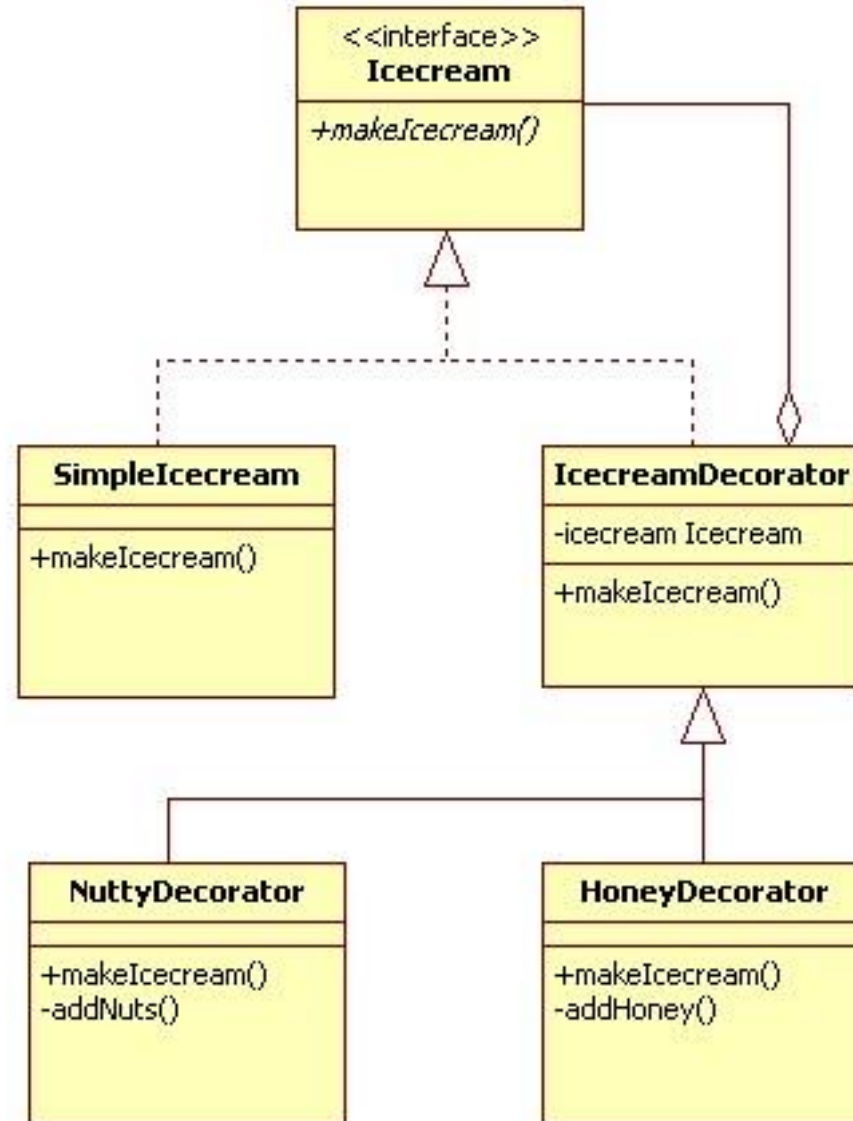 <<interface>>
Icecream
+makeIcecream()
SimpleIcecream
+makeIcecream()
IcecreamDecorator
-icecream Icecream
+makeIcecream()
NuttyDecorator
+makeIcecream()
-addNuts()
HoneyDecorator
+makeIcecream()
-addHoney()